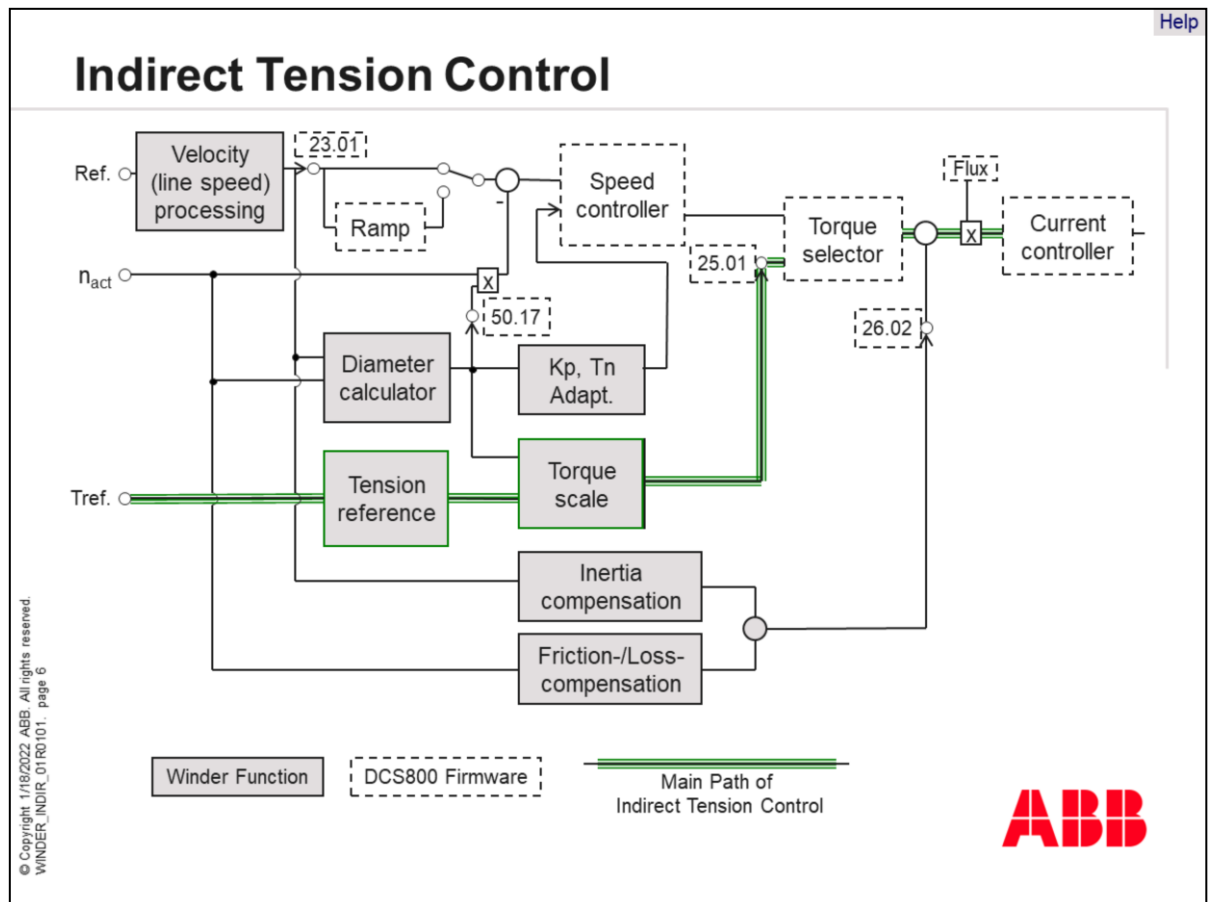 Help
Indirect Tension Control
Ref.
Velocity
(line speed)
processing
23.01
Ramp
-
Speed
controller
Flux
Torque
selector
x
Current
controller
25.01
nact
x
50.17
26.02
Diameter
calculator
Kp, Tn
Adapt.
Tref.
Tension
reference
Torque
scale
Inertia
compensation
Friction-/Loss-
compensation
Winder Function
DCS800 Firmware
Main Path of
Indirect Tension Control
ABB
© Copyright 1/18/2022 ABB. All rights reserved.
WINDER_INDIR_01R0101. page 6